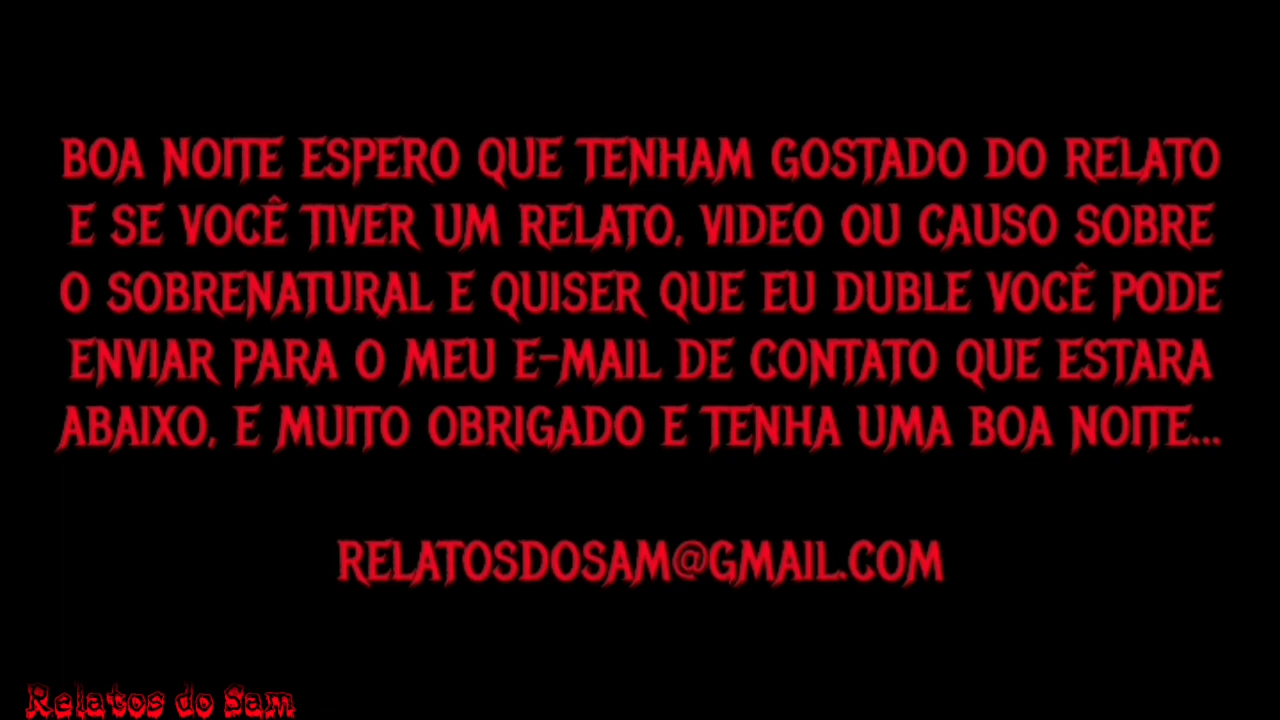 BOA NOITE ESPERO QUE TENHAM GOSTADO DO RELATO
E SE VOCÊ TIVER UM RELATO, VIDEO OU CAUSO SOBRE
O SOBRENATURAL E QUISER QUE EU DUBLE VOCÊ PODE
ENVIAR PARA O MEU E-MAIL DE CONTATO QUE ESTARA
ABAIXO, E MUITO OBRIGADO E TENHA UMA BOA NOITE...
RELATOSDOSAM@GMAIL.COM
Relatos do Sam